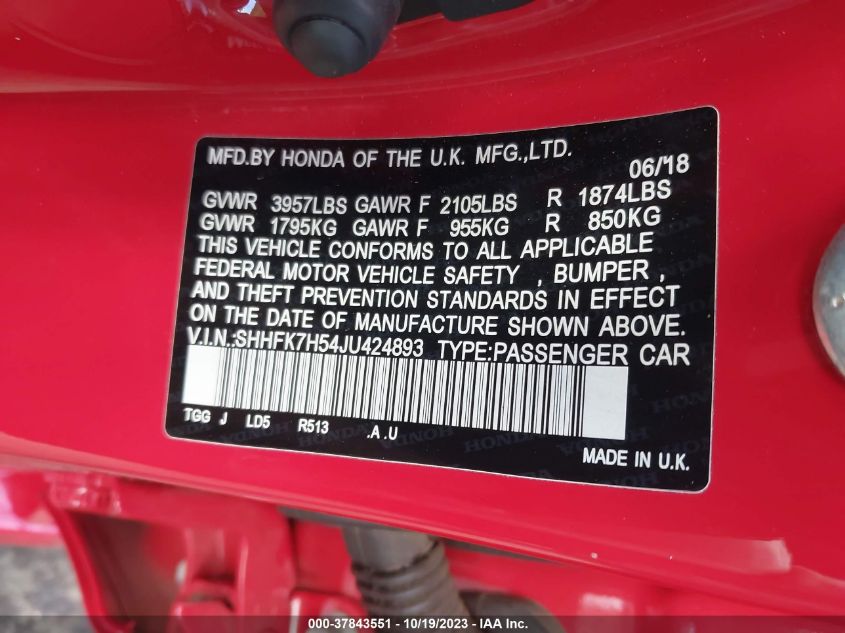 MFD.BY HONDA OF THE U.K. MFG.,LTD. 06/18
GVWR 3957LBS GAWR F 2105LBS R 1874LBS
GVWR 1795KG GAWR F 955KG R 850KG
THIS VEHICLE CONFORMS TO ALL APPLICABLE
FEDERAL MOTOR VEHICLE SAFETY , BUMPER ,
AND THEFT PREVENTION STANDARDS IN EFFECT
ON THE DATE OF MANUFACTURE SHOWN ABOVE.
V.I.N.:SHHFK7H54JU424893 TYPE:PASSENGER CAR
TGG J LD5 R513 .A .U
MADE IN U.K.
000-37843551 - 10/19/2023 - IAA Inc.